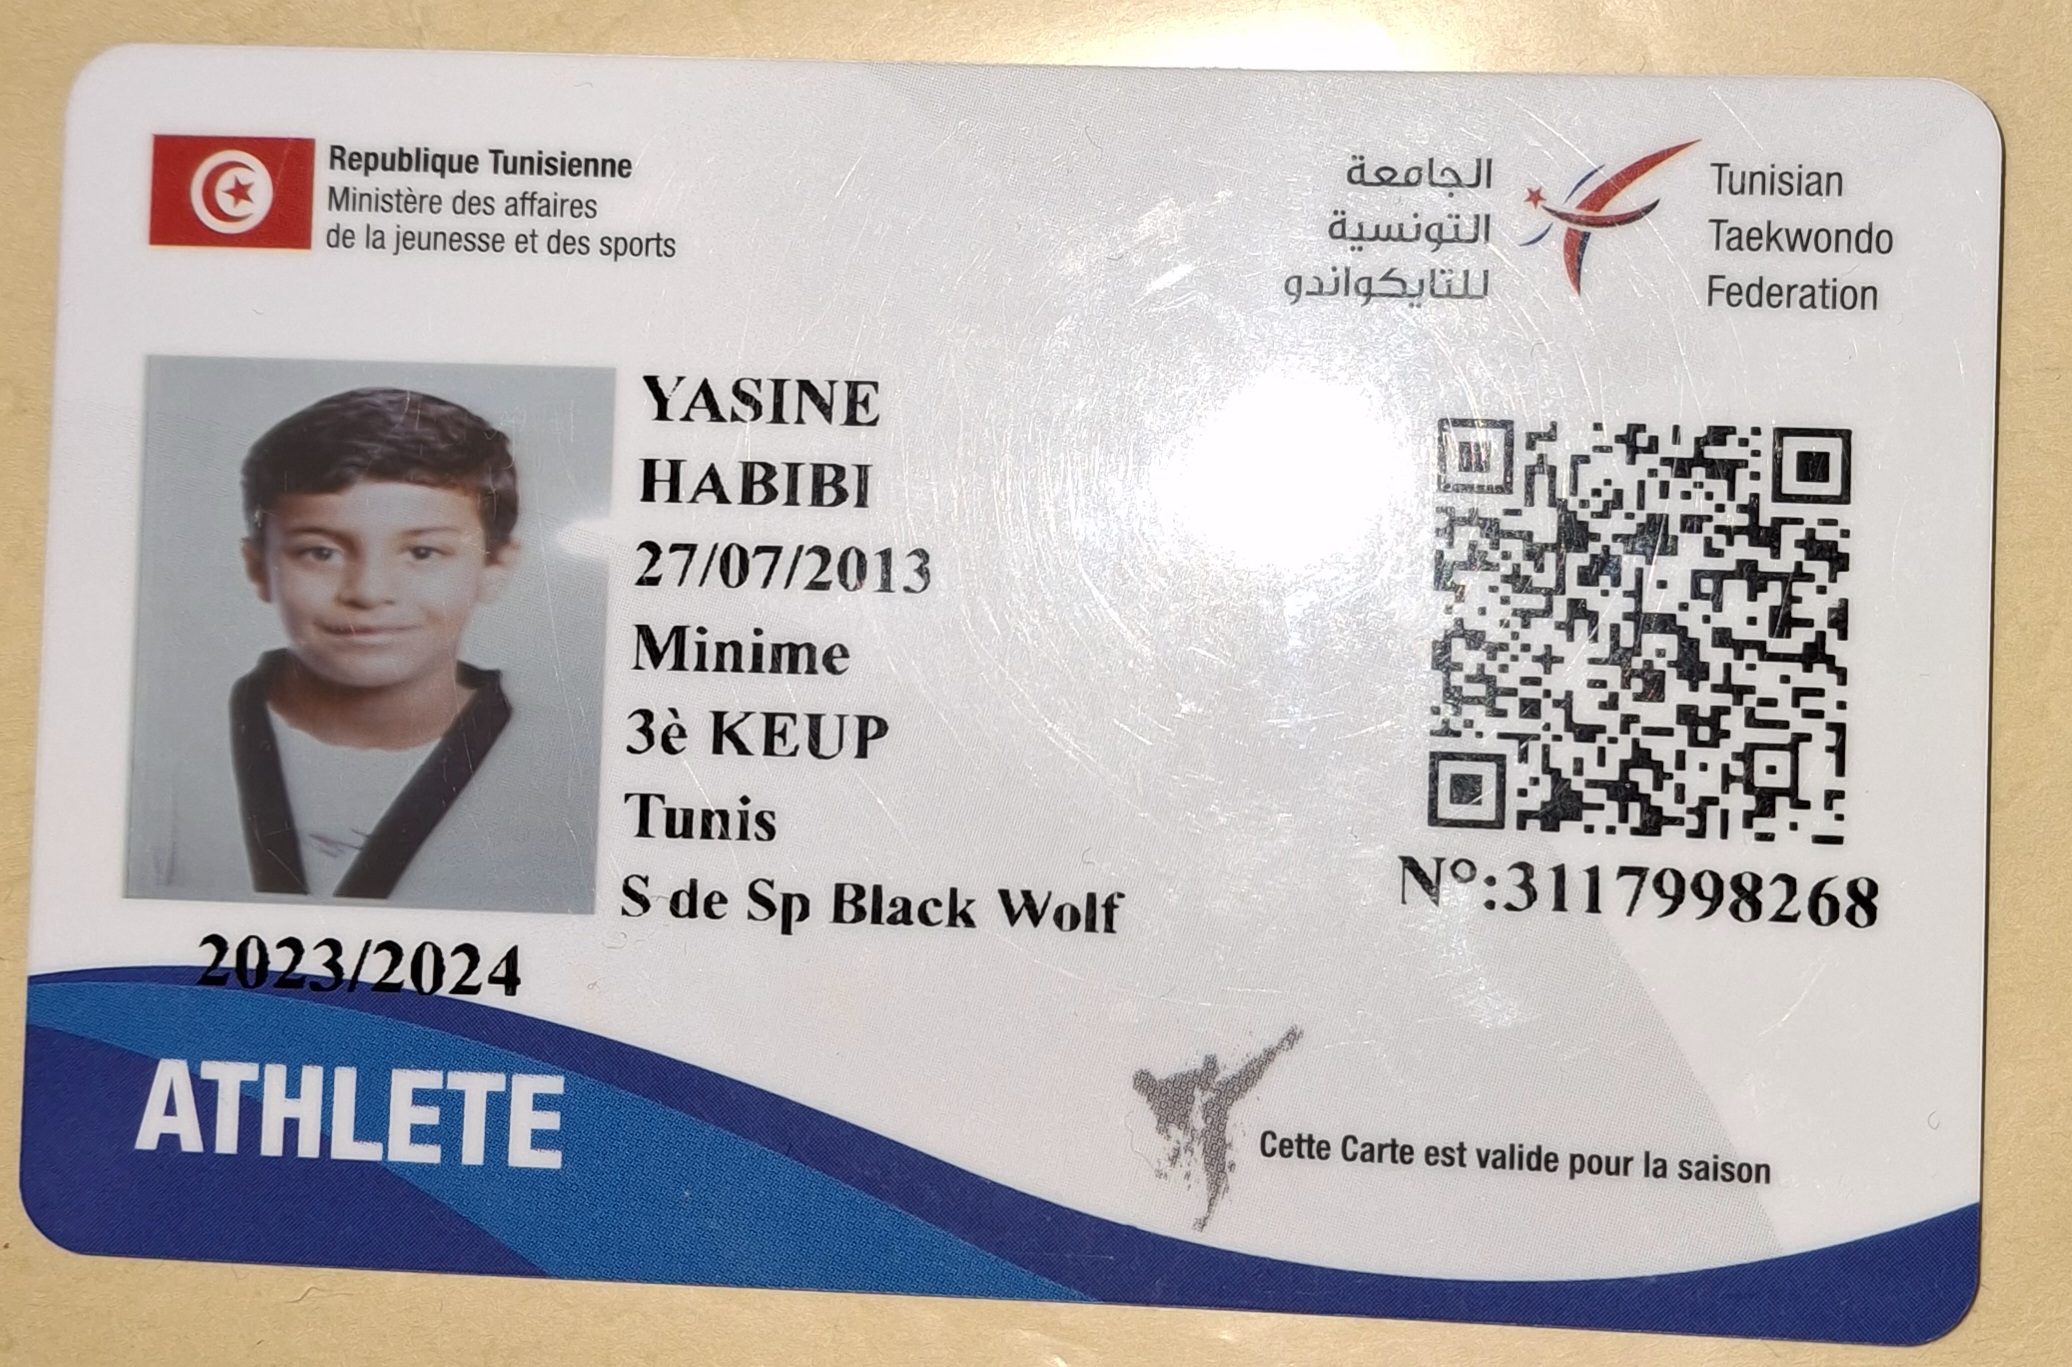 Republique Tunisienne
Ministère des affaires
de la jeunesse et des sports
الجامعة
التونسية
للتايكواندو
Tunisian
Taekwondo
Federation
YASINE
HABIBI
27/07/2013
Minime
3è KEUP
Tunis
S de Sp Black Wolf
N°:3117998268
2023/2024
ATHLETE
Cette Carte est valide pour la saison